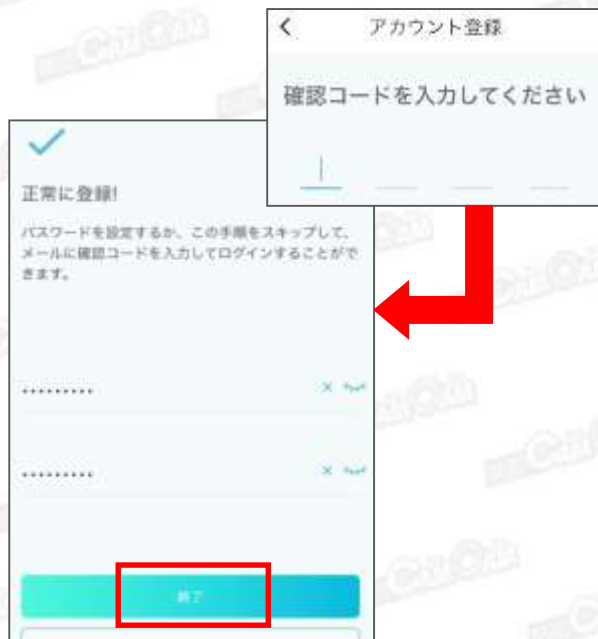 アカウント登録
確認コードを入力してください
正常に登録!
パスワードを設定するか、この手順をスキップして、
メールに確認コードを入力してログインすることがで
きます。
終了